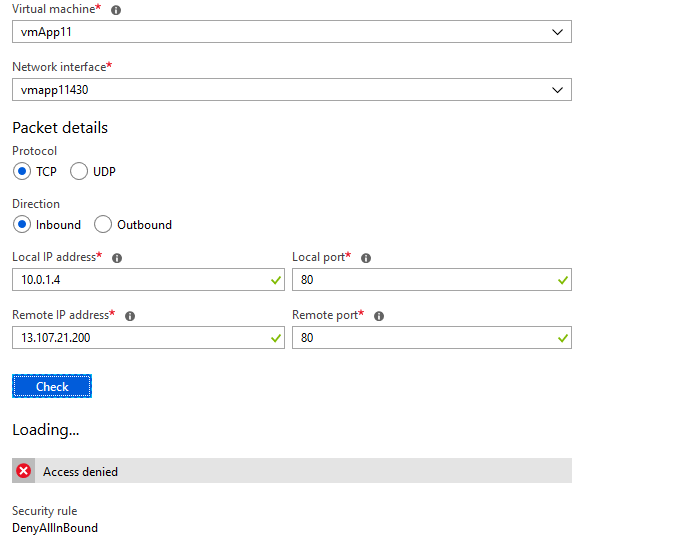 Virtual machine*
vmApp11
Network interface*
vmapp11430
Packet details
Protocol
TCP UDP
Direction
Inbound Outbound
Local IP address* Local port*
10.0.1.4 80
Remote IP address* Remote port*
13.107.21.200 80
Check
Loading...
Access denied
Security rule
DenyAllInBound